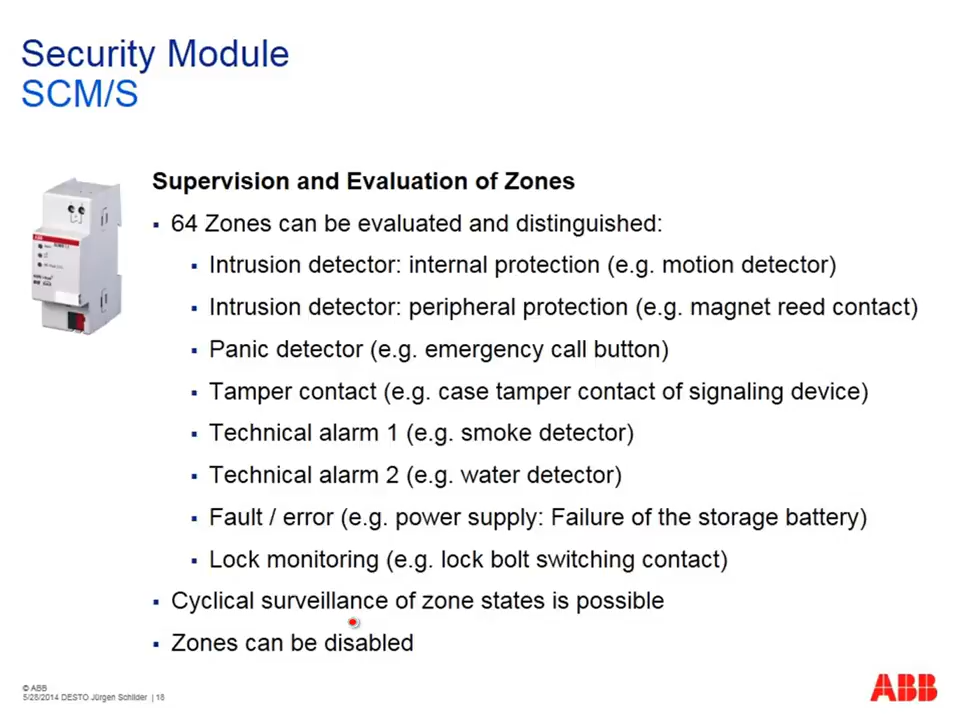 Security Module
SCM/S
Supervision and Evaluation of Zones
▪ 64 Zones can be evaluated and distinguished:
▪ Intrusion detector: internal protection (e.g. motion detector)
▪ Intrusion detector: peripheral protection (e.g. magnet reed contact)
▪ Panic detector (e.g. emergency call button)
▪ Tamper contact (e.g. case tamper contact of signaling device)
▪ Technical alarm 1 (e.g. smoke detector)
▪ Technical alarm 2 (e.g. water detector)
▪ Fault / error (e.g. power supply: Failure of the storage battery)
▪ Lock monitoring (e.g. lock bolt switching contact)
▪ Cyclical surveillance of zone states is possible
▪ Zones can be disabled
© ABB
5/28/2014 DESTO Jürgen Schilder | 18
ABB